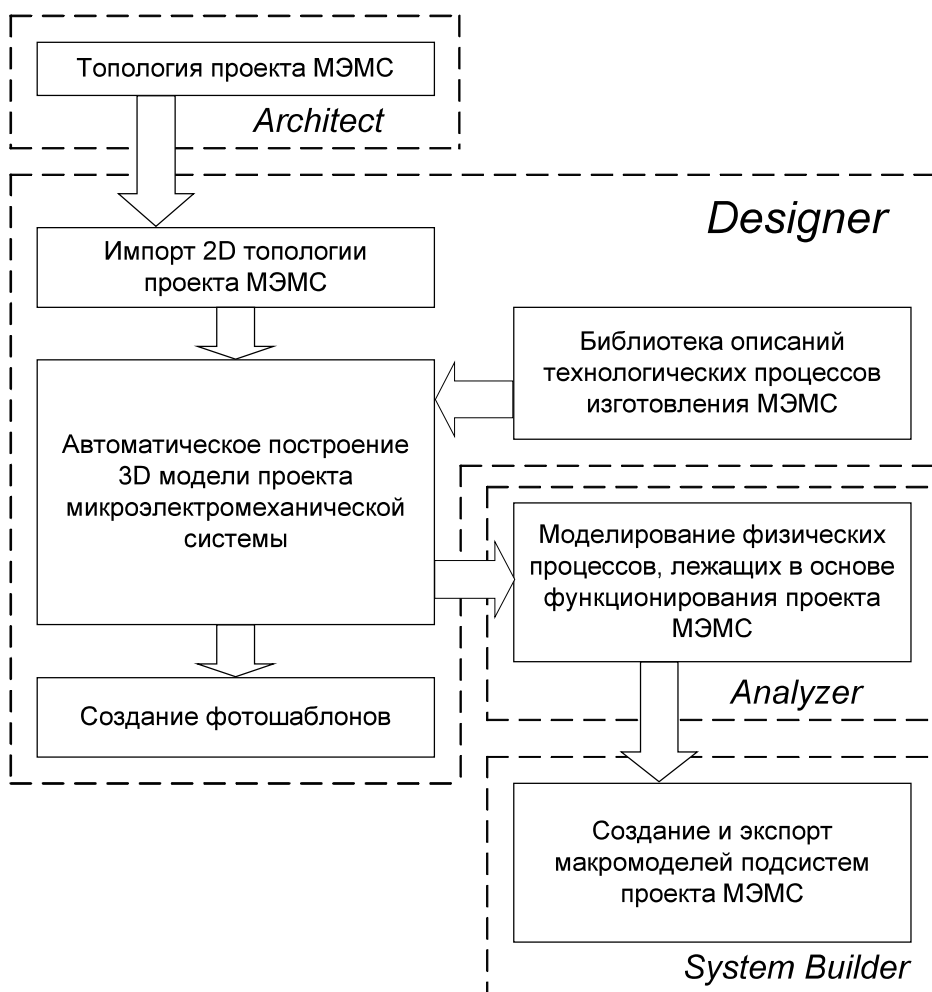 Топология проекта МЭМС
Architect
Designer
Импорт 2D топологии
проекта МЭМС
Библиотека описаний
технологических процессов
изготовления МЭМС
Автоматическое построение
3D модели проекта
микроэлектромеханической
системы
Моделирование физических
процессов, лежащих в основе
функционирования проекта
МЭМС
Analyzer
Создание фотошаблонов
Создание и экспорт
макромоделей подсистем
проекта МЭМС
System Builder